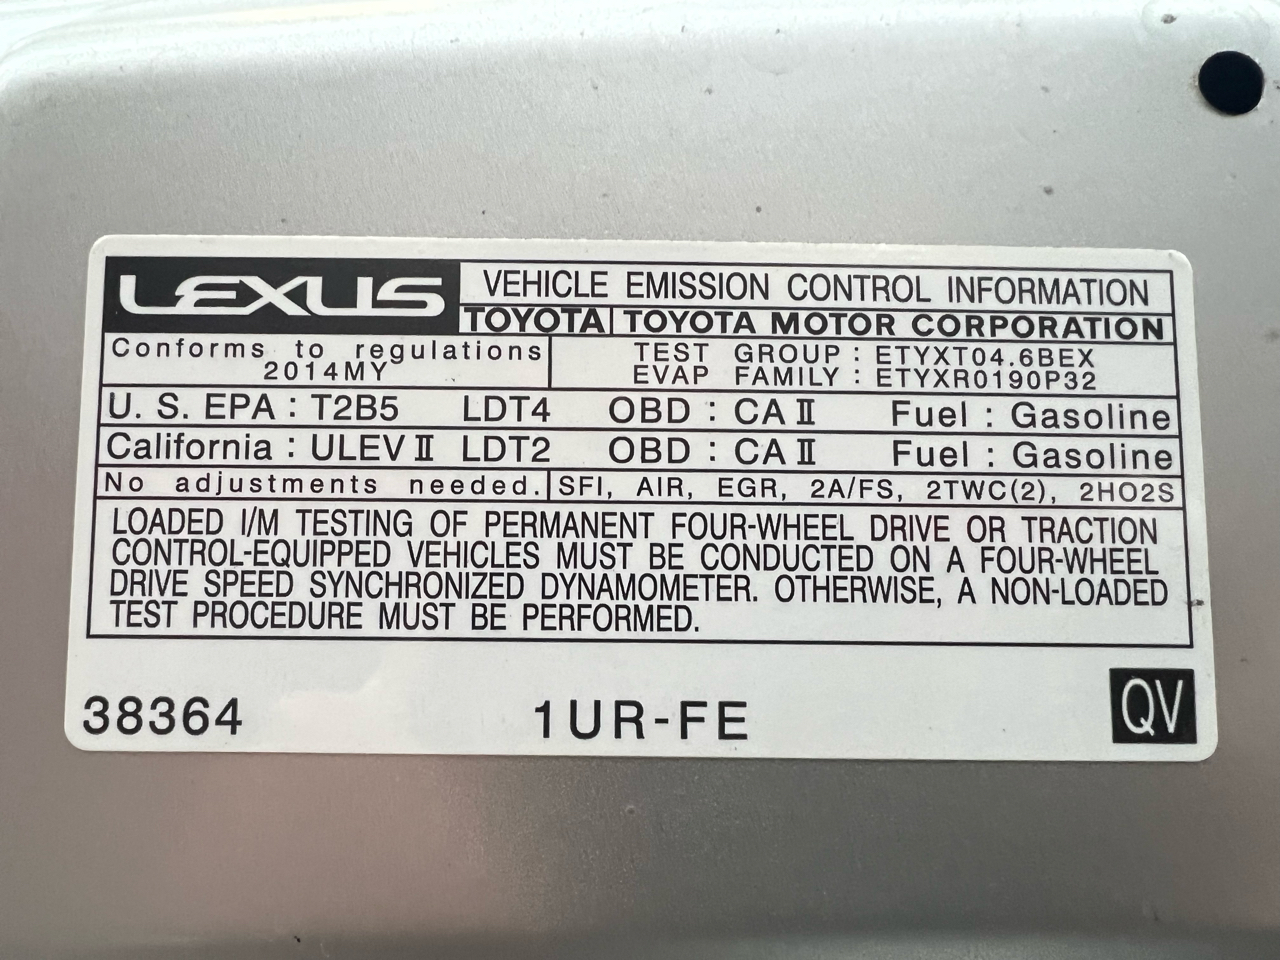 LEXUS VEHICLE EMISSION CONTROL INFORMATION
TOYOTA TOYOTA MOTOR CORPORATION
Conforms to regulations
2014MY
TEST GROUP : ETYXT04.6BEX
EVAP FAMILY : ETYXR0190P32
U. S. EPA : T2B5 LDT4 OBD : CA II Fuel : Gasoline
California : ULEV II LDT2 OBD : CA II Fuel : Gasoline
No adjustments needed. SFI, AIR, EGR, 2A/FS, 2TWC(2), 2HO2S
LOADED I/M TESTING OF PERMANENT FOUR-WHEEL DRIVE OR TRACTION
CONTROL-EQUIPPED VEHICLES MUST BE CONDUCTED ON A FOUR-WHEEL
DRIVE SPEED SYNCHRONIZED DYNAMOMETER. OTHERWISE, A NON-LOADED
TEST PROCEDURE MUST BE PERFORMED.
38364 1UR-FE QV